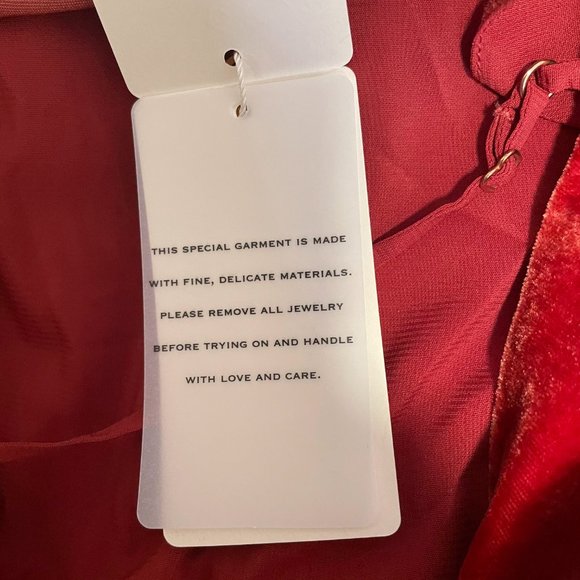 THIS SPECIAL GARMENT IS MADE
WITH FINE, DELICATE MATERIALS.
PLEASE REMOVE ALL JEWELRY
BEFORE TRYING ON AND HANDLE
WITH LOVE AND CARE.